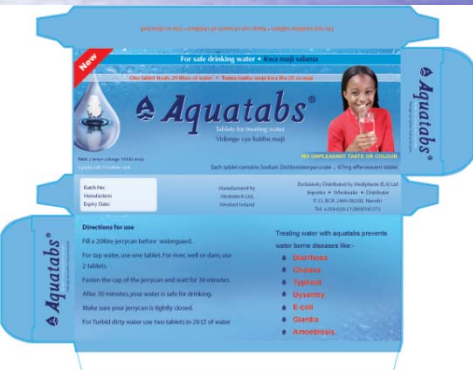 New
For safe drinking water • Kwa maji salama
One tablet treats 20 litres of water •
Aquatabs®
Tablets for treating water
Vidonge vya kutibu maji
NO UNPLEASANT TASTE OR COLOUR
Each tablet contains Sodium Dichloroisocyanurate .. 67mg effervescent tablet
Batch No:
Manufacture:
Expiry Date:
Manufactured by
Medentech Ltd,
Wexford Ireland
Exclusively Distributed by Medipharm (E.A) Ltd
Importer • Wholesaler • Distributor
Nairobi
Aquatabs®
Directions for use
Fill a 20litre jerrycan before waterguard.
For tap water, use one tablet. For river, well or dam, use
2 tablets.
Fasten the cap of the jerrycan and wait for 30 minutes
After 30 minutes, your water is safe for drinking.
Make sure your jerrycan is tightly closed.
For Turbid dirty water use two tablets in 20 LT of water
Treating water with aquatabs prevents
water borne diseases like:-
Diarrhoea
Cholera
Typhoid
Dysentry
E-coli
Giardia
Amoebiosis
Aquatabs®